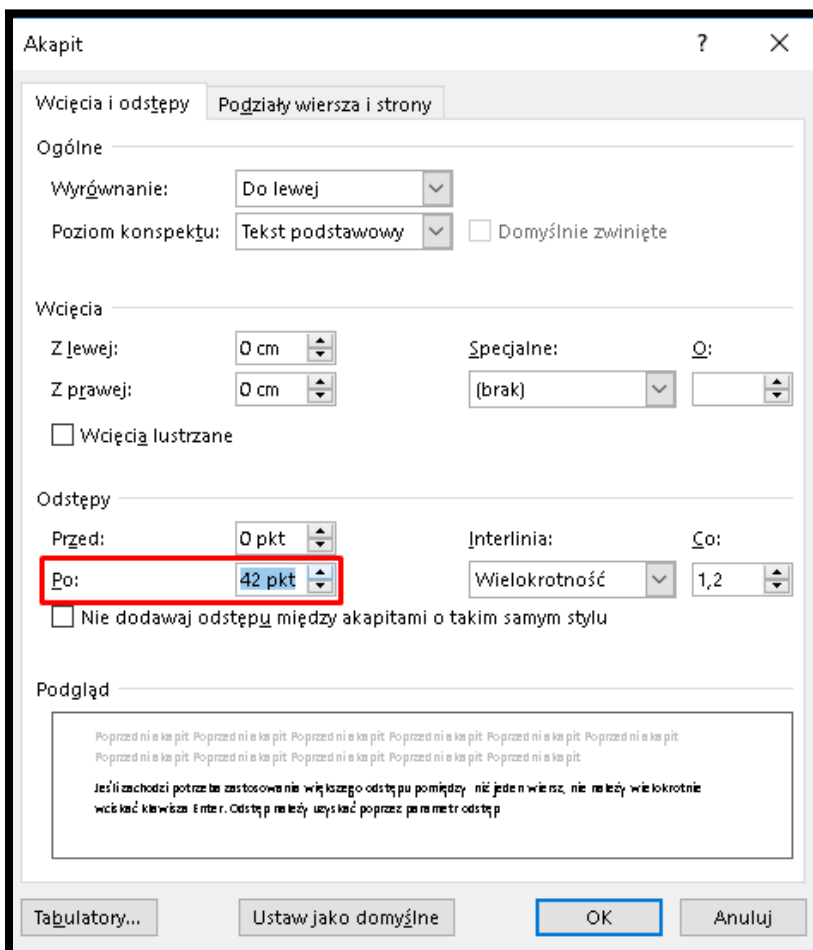 Akapit ?
Wcięcia i odstępy Podziały wiersza i strony
Ogólne
Wyrównanie: Do lewej
Poziom konspektu: Tekst podstawowy Domyślnie zwinięte
Wcięcia
Z lewej: 0 cm Specjalne: O:
Z prawej: 0 cm (brak)
Wcięcia lustrzane
Odstępy
Przed: 0 pkt Interlinia: Co:
Po: 42 pkt Wielokrotność 1,2
Nie dodawaj odstępu między akapitami o takim samym stylu
Podgląd
Poprzedni akapit Poprzedni akapit Poprzedni akapit Poprzedni akapit Poprzedni akapit Poprzedni akapit
Poprzedni akapit Poprzedni akapit Poprzedni akapit Poprzedni akapit Poprzedni akapit
Jeśli zachodzi potrzeba zastosowania większego odstępu pomiędzy niż jeden wiersz, nie należy wielokrotnie
wciskać klawisza Enter. Odstęp należy uzyskać poprzez parametr odstęp
Tabulatory... Ustaw jako domyślne OK Anuluj